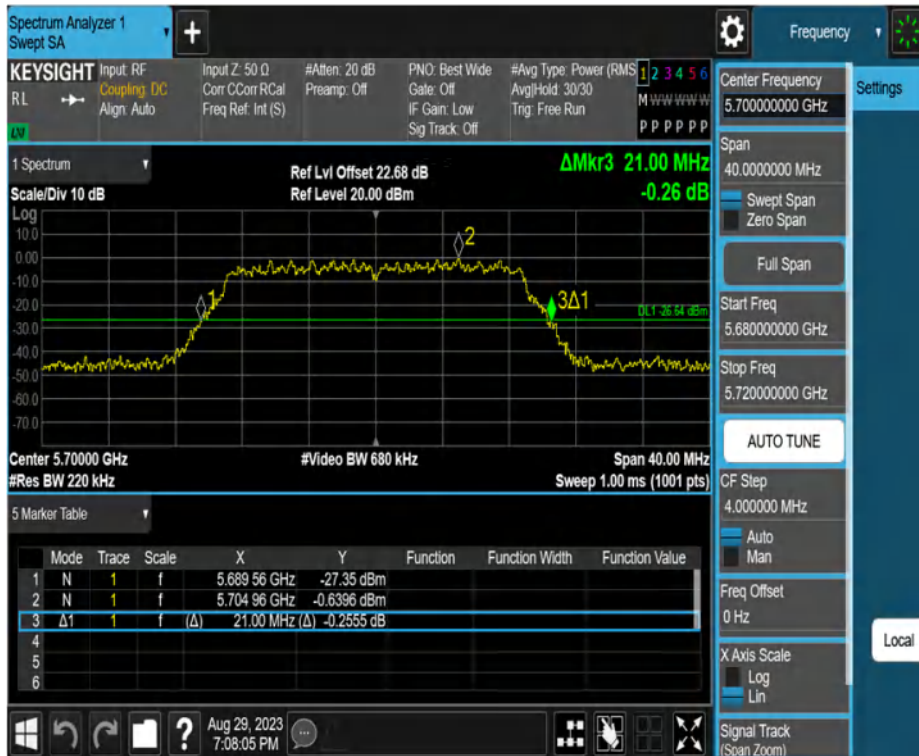 Spectrum Analyzer 1
Swept SA
+
Frequency
KEYSIGHT
RL
Input: RF
Coupling: DC
Align: Auto
Input Z: 50 Ω
Corr CCorr RCal
Freq Ref: Int (S)
#Atten: 20 dB
Preamp: Off
PNO: Best Wide
Gate: Off
IF Gain: Low
Sig Track: Off
#Avg Type: Power (RMS
Avg|Hold: 30/30
Trig: Free Run
1 2 3 4 5 6
M W W W W W
P P P P P P
1 Spectrum
Scale/Div 10 dB
Ref Lvl Offset 22.68 dB
Ref Level 20.00 dBm
ΔMkr3 21.00 MHz
-0.26 dB
Log
10.0
0.00
-10.0
-20.0
-30.0
-40.0
-50.0
-60.0
-70.0
1
2
3Δ1
DL1 -26.64 dBm
Center 5.70000 GHz
#Res BW 220 kHz
#Video BW 680 kHz
Span 40.00 MHz
Sweep 1.00 ms (1001 pts)
5 Marker Table
Mode Trace Scale X Y Function Function Width Function Value
1 N 1 f 5.689 56 GHz -27.35 dBm
2 N 1 f 5.704 96 GHz -0.6396 dBm
3 Δ1 1 f (Δ) 21.00 MHz (Δ) -0.2555 dB
4
5
6
Aug 29, 2023
7:08:05 PM
Center Frequency
5.700000000 GHz
Span
40.0000000 MHz
Swept Span
Zero Span
Full Span
Start Freq
5.680000000 GHz
Stop Freq
5.720000000 GHz
AUTO TUNE
CF Step
4.000000 MHz
Auto
Man
Freq Offset
0 Hz
X Axis Scale
Log
Lin
Signal Track
(Span Zoom)
Settings
Local